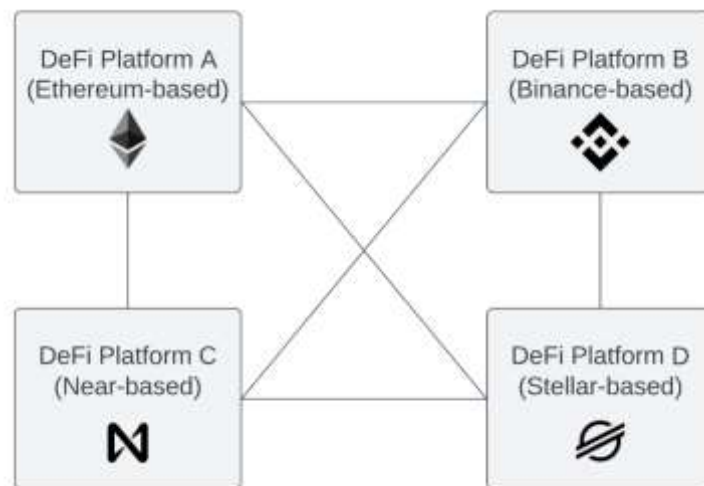 DeFi Platform A
(Ethereum-based)
DeFi Platform B
(Binance-based)
DeFi Platform C
(Near-based)
DeFi Platform D
(Stellar-based)